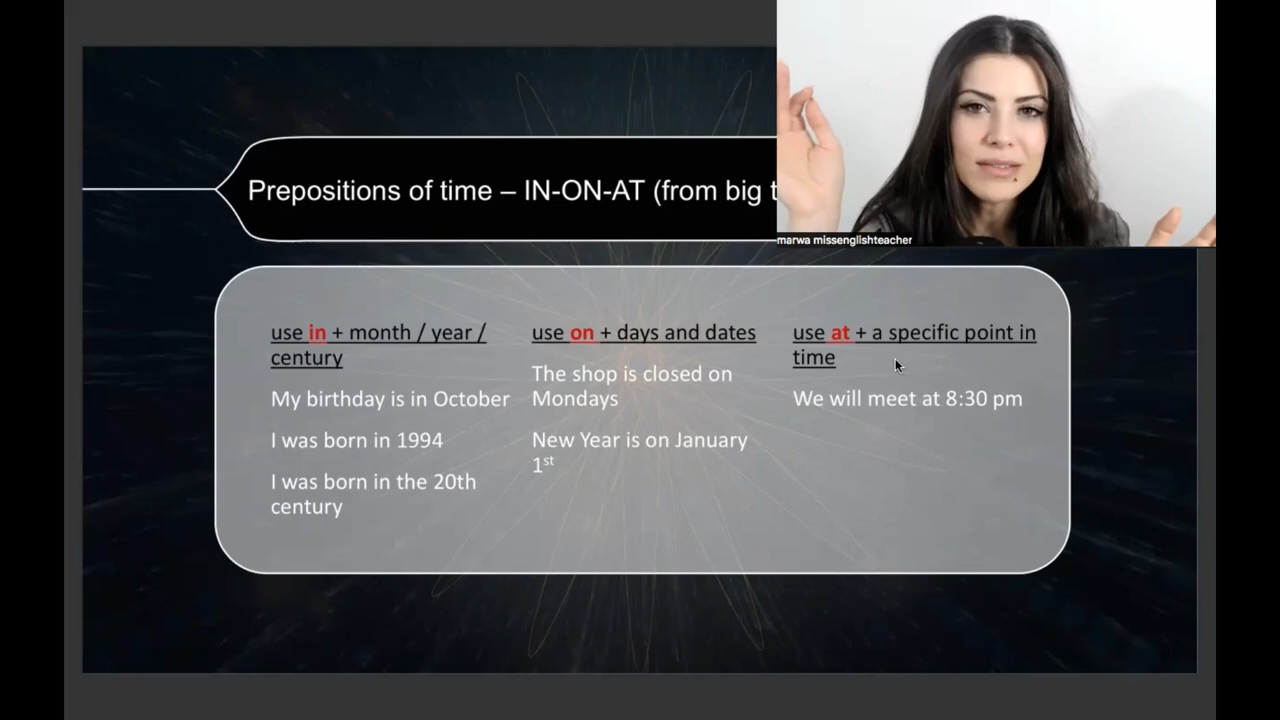 Prepositions of time – IN-ON-AT (from big t
marwa missenglishteacher
use in + month / year /
century
My birthday is in October
I was born in 1994
I was born in the 20th
century
use on + days and dates
The shop is closed on
Mondays
New Year is on January
1st
use at + a specific point in
time
We will meet at 8:30 pm